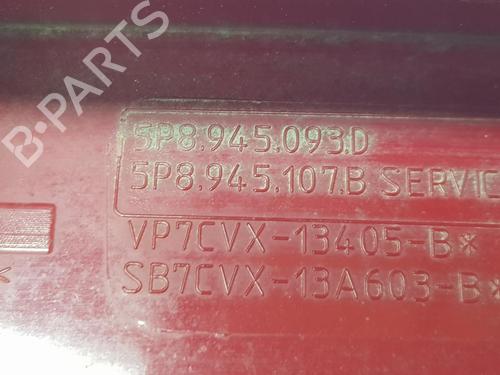 B-PARTS
5P8.945.093.D
5P8.945.107.B SERVIC
VP7CVX-13405-B*
SB7CVX-13A603-B*
*